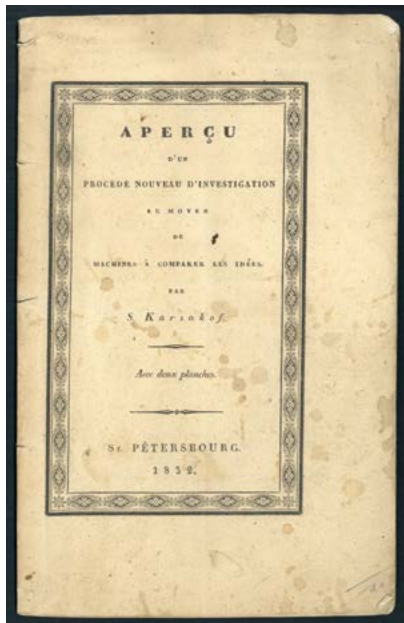 APERÇU
D'UN
PROCÉDÉ NOUVEAU D'INVESTIGATION
AU MOYEN
DE
MACHINES À COMPARER LES IDÉES.
PAR
S. Karsakof.
Avec deux planches.
St. PÉTERSBOURG.
1832.